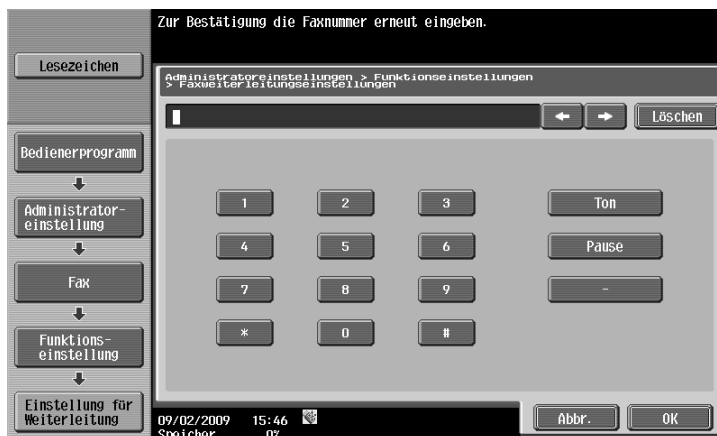 Zur Bestätigung die Faxnummer erneut eingeben.
Lesezeichen
Administratoreinstellungen > Funktionseinstellungen
> Faxweiterleitungseinstellungen
Löschen
Bedienerprogramm
Administrator-
einstellung
Fax
Funktions-
einstellung
Einstellung für
Weiterleitung
1 2 3 Ton
4 5 6 Pause
7 8 9 -
* 0 #
09/02/2009 15:46
Speicher 0%
Abbr. OK